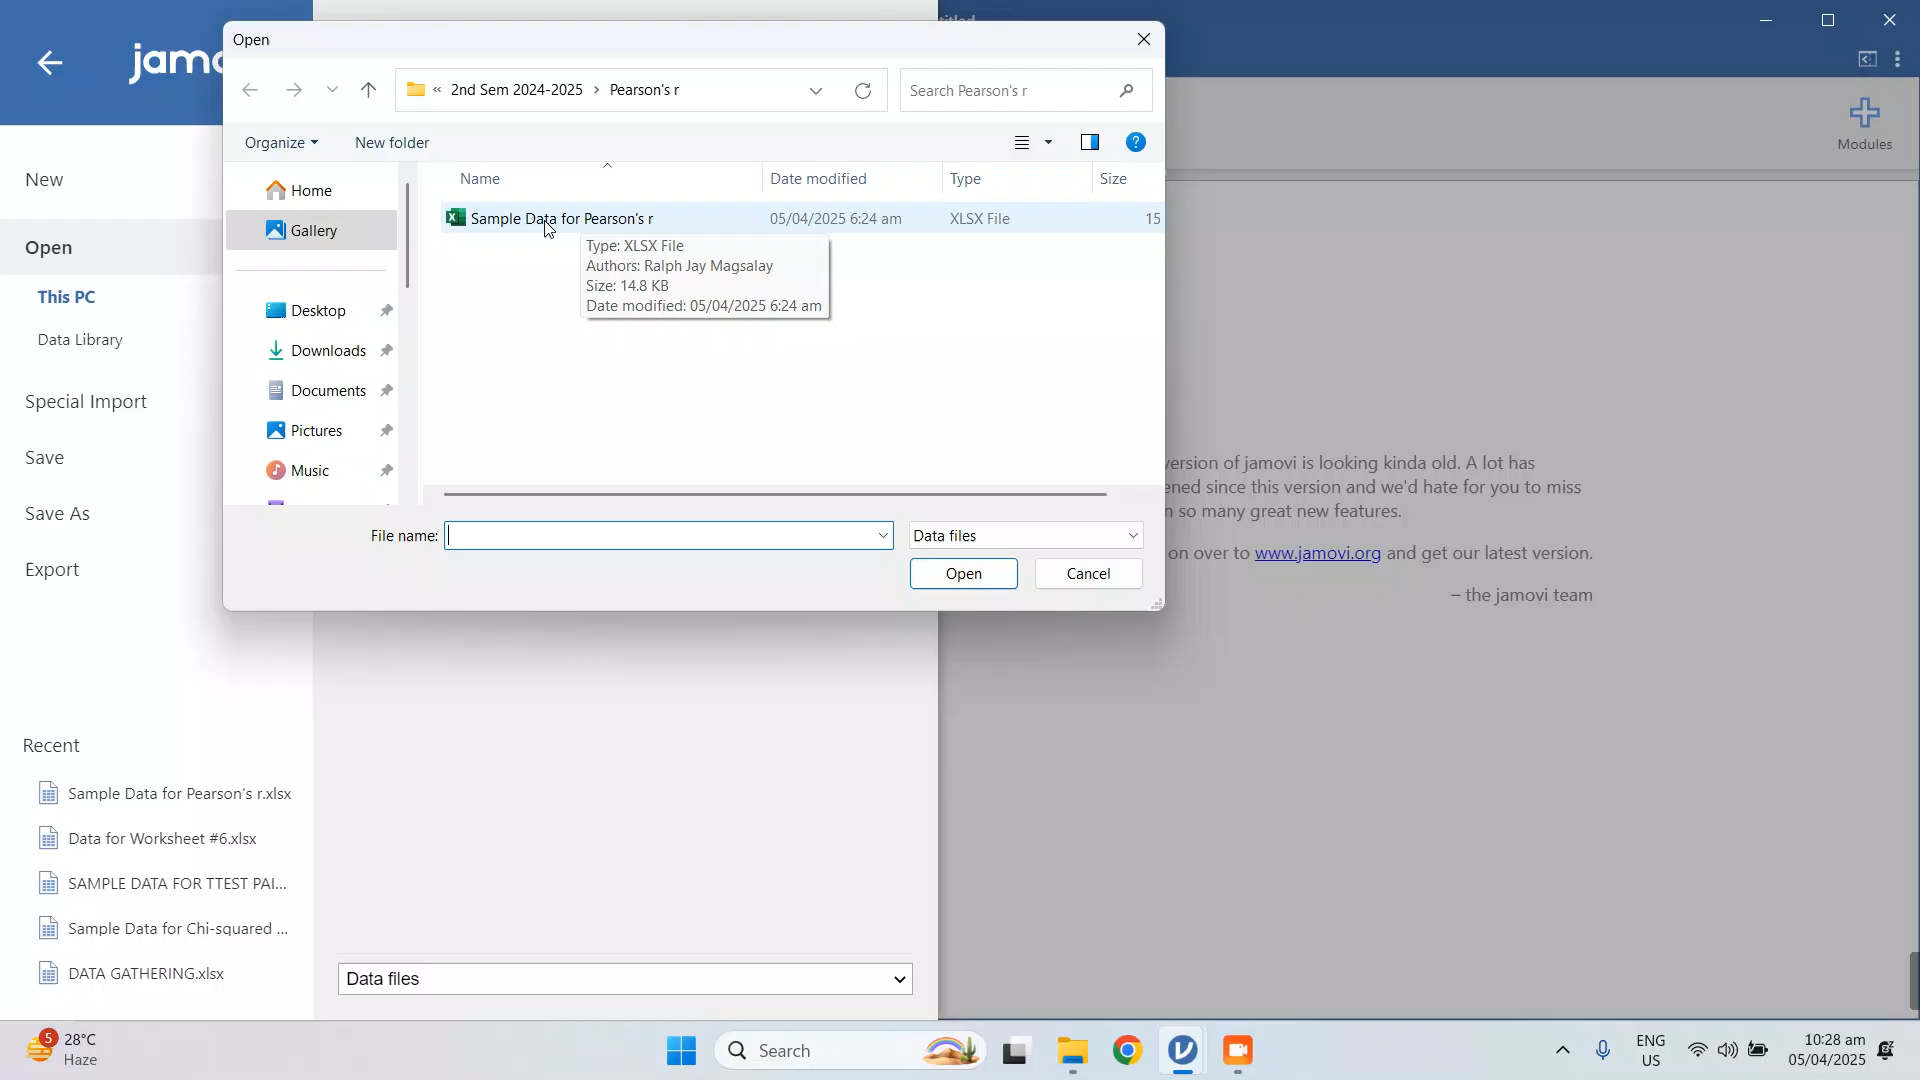 Open
2nd Sem 2024-2025 > Pearson's r
Search Pearson's r
Organize
New folder
Name
Date modified
Type
Size
Home
Gallery
Desktop
Downloads
Documents
Pictures
Music
Sample Data for Pearson's r
05/04/2025 6:24 am
XLSX File
15
Type: XLSX File
Authors: Ralph Jay Magsalay
Size: 14.8 KB
Date modified: 05/04/2025 6:24 am
File name:
Data files
Open
Cancel
jamo
New
Open
This PC
Data Library
Special Import
Save
Save As
Export
Recent
Sample Data for Pearson's r.xlsx
Data for Worksheet #6.xlsx
SAMPLE DATA FOR TTEST PAI...
Sample Data for Chi-squared ...
DATA GATHERING.xlsx
Data files
Modules
version of jamovi is looking kinda old. A lot has
ened since this version and we'd hate for you to miss
n so many great new features.
on over to www.jamovi.org and get our latest version.
– the jamovi team
5
28°C
Haze
Search
ENG
US
10:28 am
05/04/2025